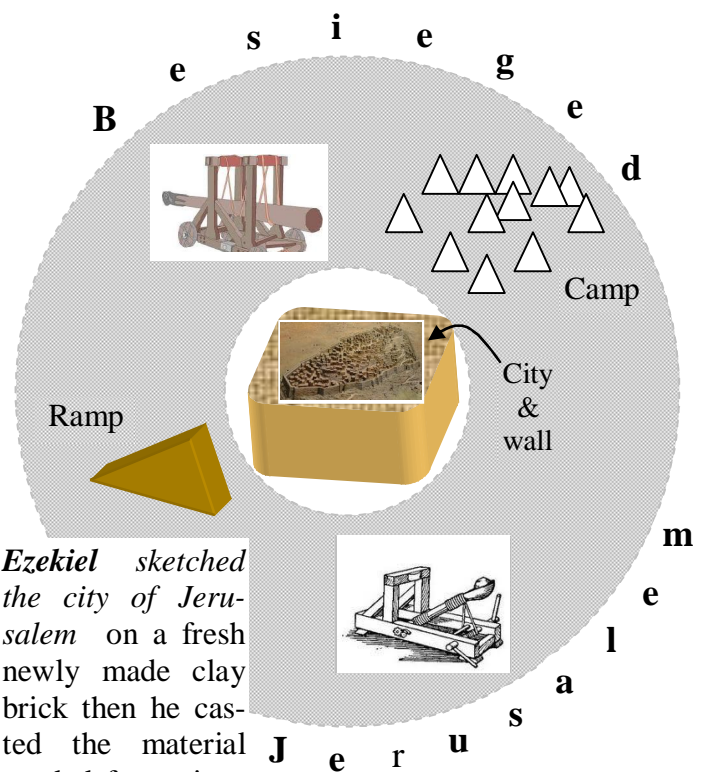 Besieged
Camp
City
&
wall
Ramp
Ezekiel sketched
the city of Jeru-
salem on a fresh
newly made clay
brick then he cas-
ted the material
Jerusalem